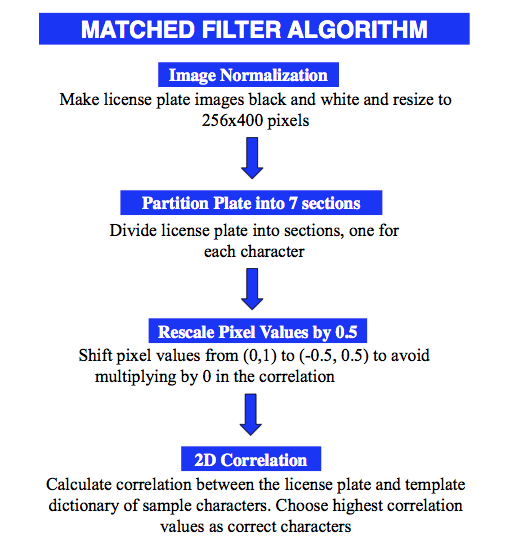 MATCHED FILTER ALGORITHM
Image Normalization
Make license plate images black and white and resize to
256x400 pixels
Partition Plate into 7 sections
Divide license plate into sections, one for
each character
Rescale Pixel Values by 0.5
Shift pixel values from (0,1) to (-0.5, 0.5) to avoid
multiplying by 0 in the correlation
2D Correlation
Calculate correlation between the license plate and template
dictionary of sample characters. Choose highest correlation
values as correct characters